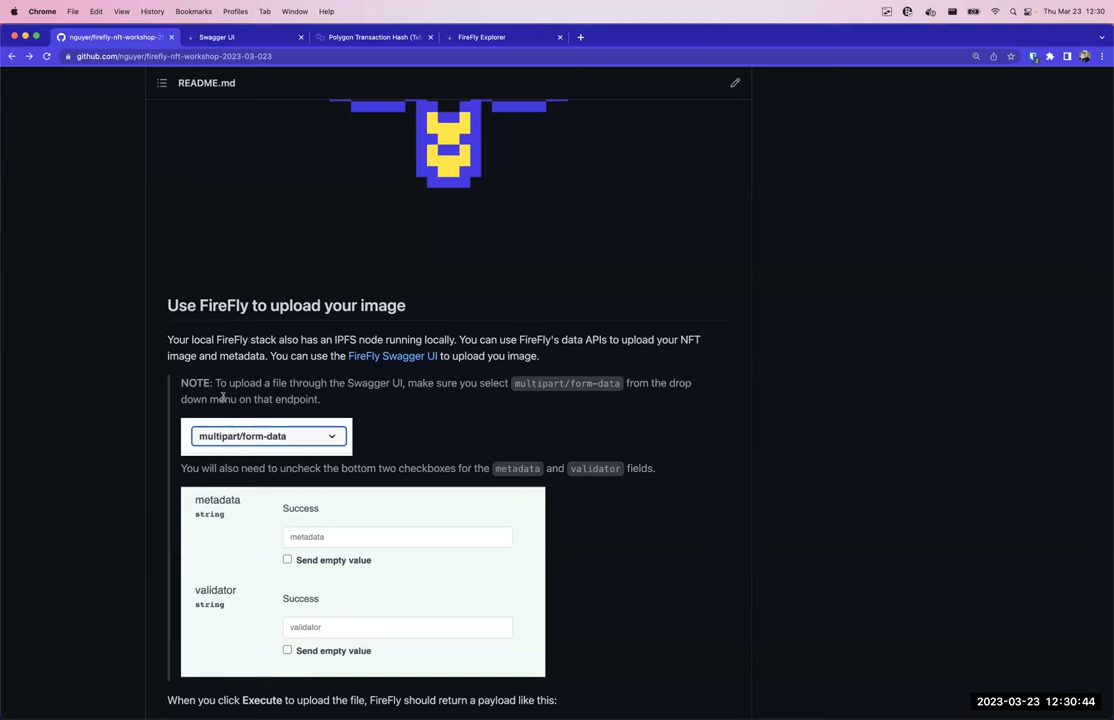 Chrome File Edit View History Bookmarks Profiles Tab Window Help Thu Mar 23 12:30
nguyer/firefly-nft-workshop-2 Swagger UI Polygon Transaction Hash (Txh FireFly Explorer
github.com/nguyer/firefly-nft-workshop-2023-03-023
README.md
Use FireFly to upload your image
Your local FireFly stack also has an IPFS node running locally. You can use FireFly's data APIs to upload your NFT
image and metadata. You can use the FireFly Swagger UI to upload you image.
NOTE: To upload a file through the Swagger UI, make sure you select multipart/form-data from the drop
down menu on that endpoint.
multipart/form-data
You will also need to uncheck the bottom two checkboxes for the metadata and validator fields.
metadata
string
Success
metadata
Send empty value
validator
string
Success
validator
Send empty value
When you click Execute to upload the file, FireFly should return a payload like this:
2023-03-23 12:30:44